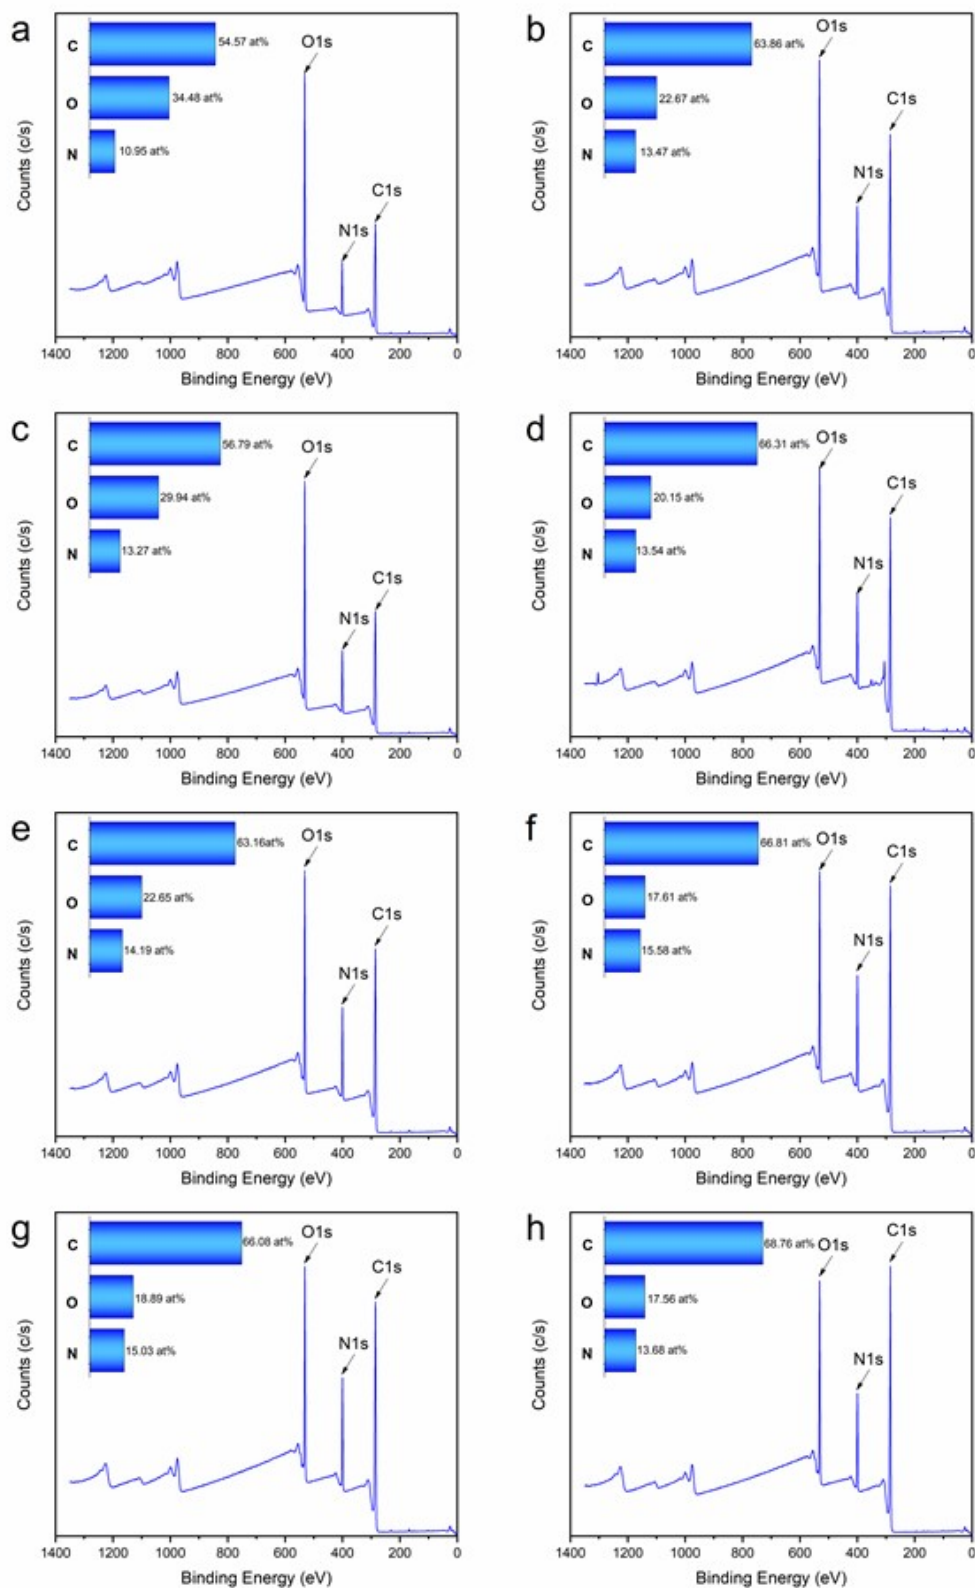 a
C 54.57 at%
O 34.48 at%
N 10.95 at%
O1s
N1s
C1s
Counts (c/s)
1400 1200 1000 800 600 400 200 0
Binding Energy (eV)
b
C 63.86 at%
O 22.67 at%
N 13.47 at%
O1s
N1s
C1s
Counts (c/s)
1400 1200 1000 800 600 400 200 0
Binding Energy (eV)
c
C 56.79 at%
O 29.94 at%
N 13.27 at%
O1s
N1s
C1s
Counts (c/s)
1400 1200 1000 800 600 400 200 0
Binding Energy (eV)
d
C 66.31 at%
O 20.15 at%
N 13.54 at%
O1s
N1s
C1s
Counts (c/s)
1400 1200 1000 800 600 400 200 0
Binding Energy (eV)
e
C 63.16at%
O 22.65 at%
N 14.19 at%
O1s
N1s
C1s
Counts (c/s)
1400 1200 1000 800 600 400 200 0
Binding Energy (eV)
f
C 66.81 at%
O 17.61 at%
N 15.58 at%
O1s
N1s
C1s
Counts (c/s)
1400 1200 1000 800 600 400 200 0
Binding Energy (eV)
g
C 66.08 at%
O 18.89 at%
N 15.03 at%
O1s
N1s
C1s
Counts (c/s)
1400 1200 1000 800 600 400 200 0
Binding Energy (eV)
h
C 68.76 at%
O 17.56 at%
N 13.68 at%
O1s
N1s
C1s
Counts (c/s)
1400 1200 1000 800 600 400 200 0
Binding Energy (eV)